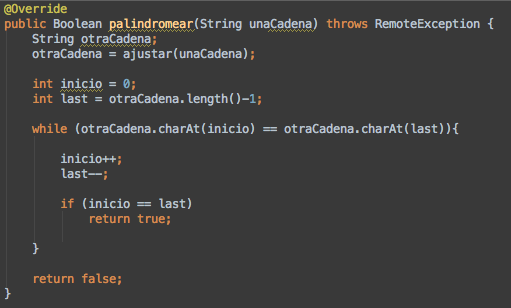 @Override
public Boolean palindromear(String unaCadena) throws RemoteException {
    String otraCadena;
    otraCadena = ajustar(unaCadena);

    int inicio = 0;
    int last = otraCadena.length()-1;

    while (otraCadena.charAt(inicio) == otraCadena.charAt(last)){

        inicio++;
        last--;

        if (inicio == last)
            return true;

    }

    return false;
}